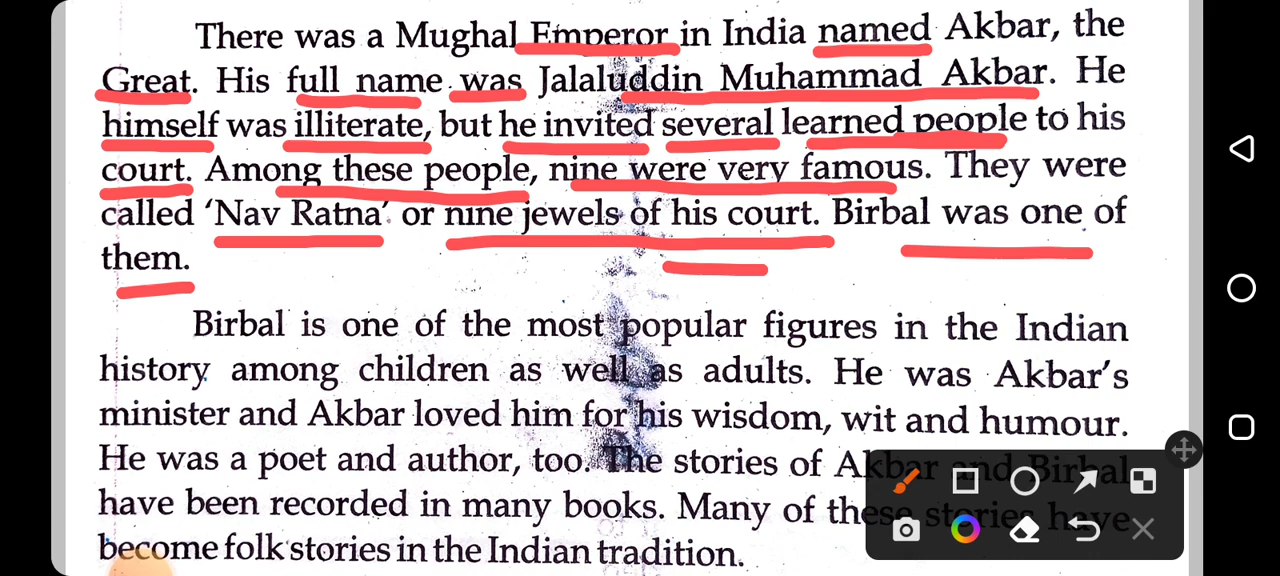 There was a Mughal Emperor in India named Akbar, the
Great. His full name was Jalaluddin Muhammad Akbar. He
himself was illiterate, but he invited several learned people to his
court. Among these people, nine were very famous. They were
called ‘Nav Ratna’ or nine jewels of his court. Birbal was one of
them.
Birbal is one of the most popular figures in the Indian
history among children as well as adults. He was Akbar’s
minister and Akbar loved him for his wisdom, wit and humour.
He was a poet and author, too. The stories of Akbar and Birbal
have been recorded in many books. Many of these stories have
become folk stories in the Indian tradition.